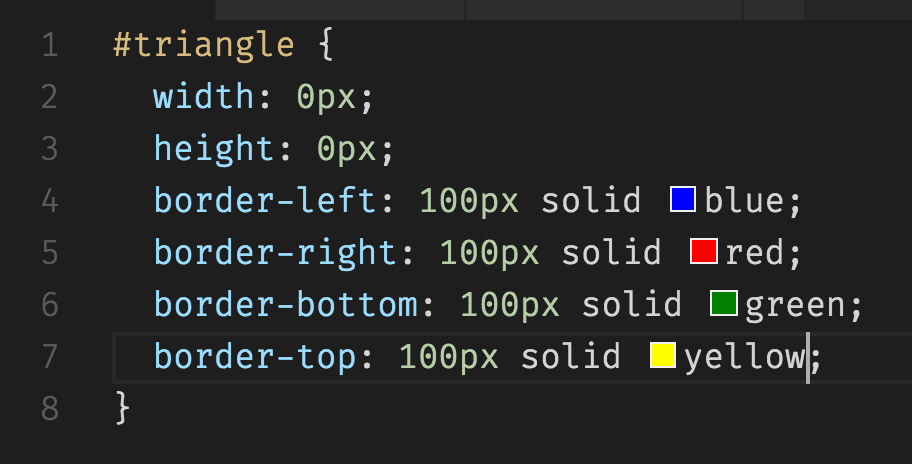 1 #triangle {
2 width: 0px;
3 height: 0px;
4 border-left: 100px solid blue;
5 border-right: 100px solid red;
6 border-bottom: 100px solid green;
7 border-top: 100px solid yellow;
8 }